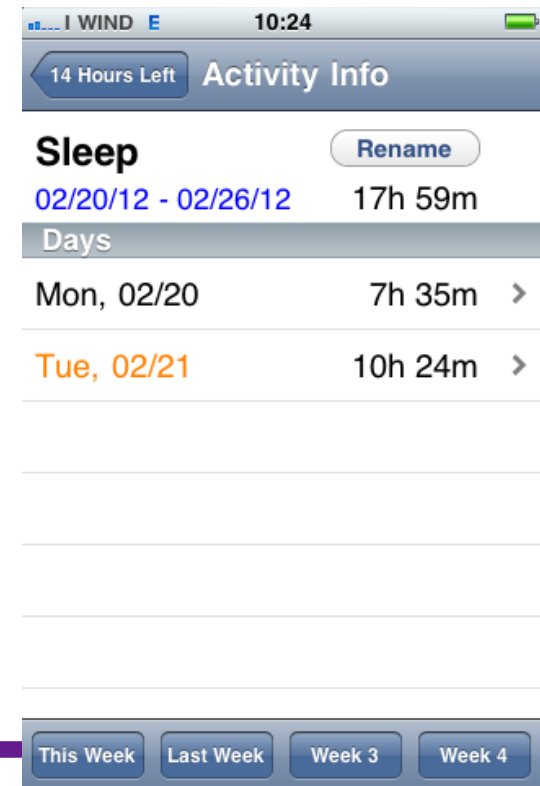 I WIND E 10:24
14 Hours Left Activity Info
Sleep Rename
02/20/12 - 02/26/12 17h 59m
Days
Mon, 02/20 7h 35m
Tue, 02/21 10h 24m
This Week Last Week Week 3 Week 4